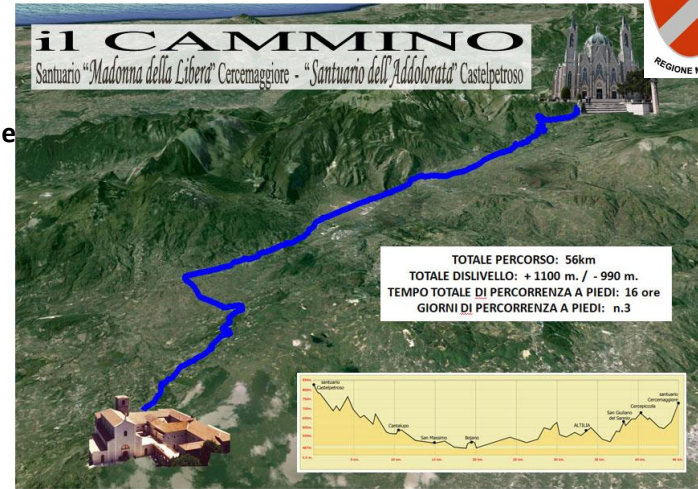 il CAMMINO
Santuario "Madonna della Libera" Cercemaggiore - "Santuario dell'Addolorata" Castelpetroso
REGIONE M
e
TOTALE PERCORSO: 56km
TOTALE DISLIVELLO: + 1100 m. / - 990 m.
TEMPO TOTALE DI PERCORRENZA A PIEDI: 16 ore
GIORNI DI PERCORRENZA A PIEDI: n.3
santuario
Castelpetroso
Cantalupo
San Massimo
Bojano
ALTILIA
San Giuliano
del Sannio
Cercepiccola
santuario
Cercemaggiore